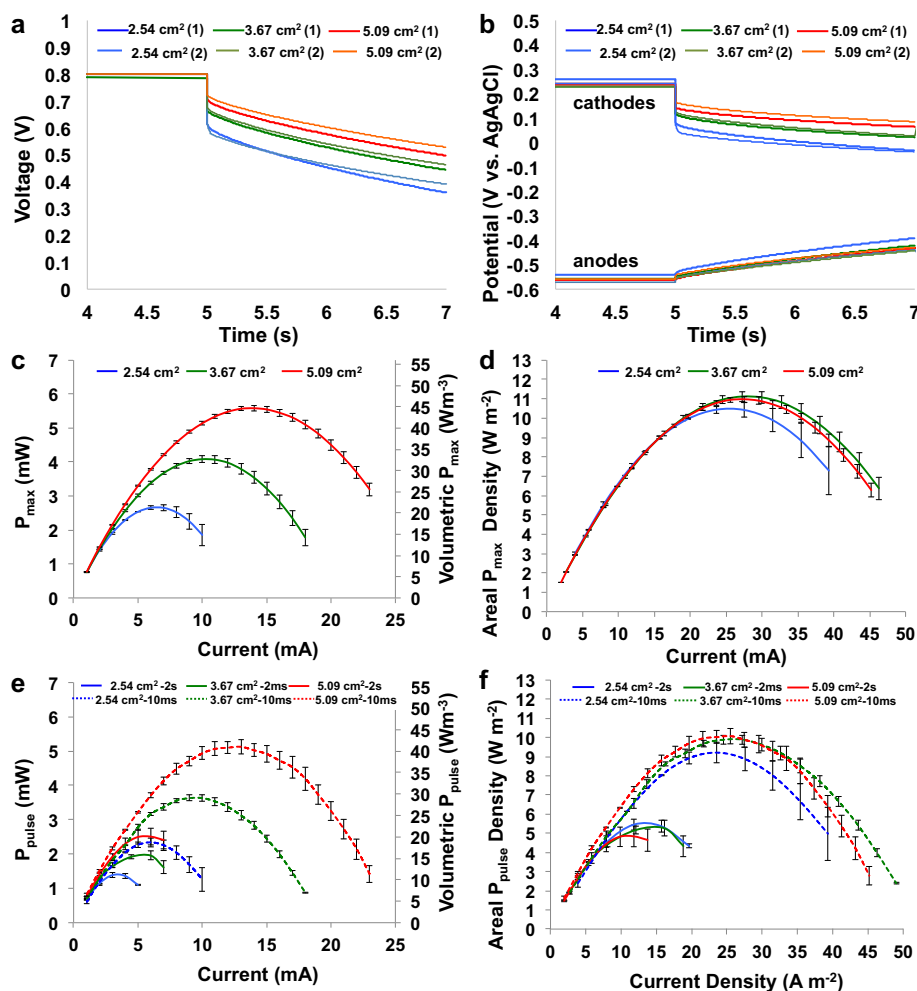 a
2.54 cm² (1) 3.67 cm² (1) 5.09 cm² (1)
2.54 cm² (2) 3.67 cm² (2) 5.09 cm² (2)
Voltage (V)
1
0.9
0.8
0.7
0.6
0.5
0.4
0.3
0.2
0.1
0
4 4.5 5 5.5 6 6.5 7
Time (s)
b
2.54 cm² (1) 3.67 cm² (1) 5.09 cm² (1)
2.54 cm² (2) 3.67 cm² (2) 5.09 cm² (2)
Potential (V vs. AgAgCl)
0.5
0.4
0.3
0.2
0.1
0
-0.1
-0.2
-0.3
-0.4
-0.5
-0.6
cathodes
anodes
4 4.5 5 5.5 6 6.5 7
Time (s)
c
2.54 cm² 3.67 cm² 5.09 cm²
Pmax (mW)
7
6
5
4
3
2
1
0
Volumetric Pmax (Wm⁻³)
55
50
45
40
35
30
25
20
15
10
5
0
0 5 10 15 20 25
Current (mA)
d
2.54 cm² 3.67 cm² 5.09 cm²
Areal Pmax Density (W m⁻²)
13
12
11
10
9
8
7
6
5
4
3
2
1
0
0 5 10 15 20 25 30 35 40 45 50
Current (mA)
e
2.54 cm²-2s 3.67 cm²-2ms 5.09 cm²-2s
2.54 cm²-10ms 3.67 cm²-10ms 5.09 cm²-10ms
Ppulse (mW)
7
6
5
4
3
2
1
0
Volumetric Ppulse (Wm⁻³)
55
50
45
40
35
30
25
20
15
10
5
0
0 5 10 15 20 25
Current (mA)
f
2.54 cm²-2s 3.67 cm²-2ms 5.09 cm²-2s
2.54 cm²-10ms 3.67 cm²-10ms 5.09 cm²-10ms
Areal Ppulse Density (W m⁻²)
13
12
11
10
9
8
7
6
5
4
3
2
1
0
0 5 10 15 20 25 30 35 40 45 50
Current Density (A m⁻²)